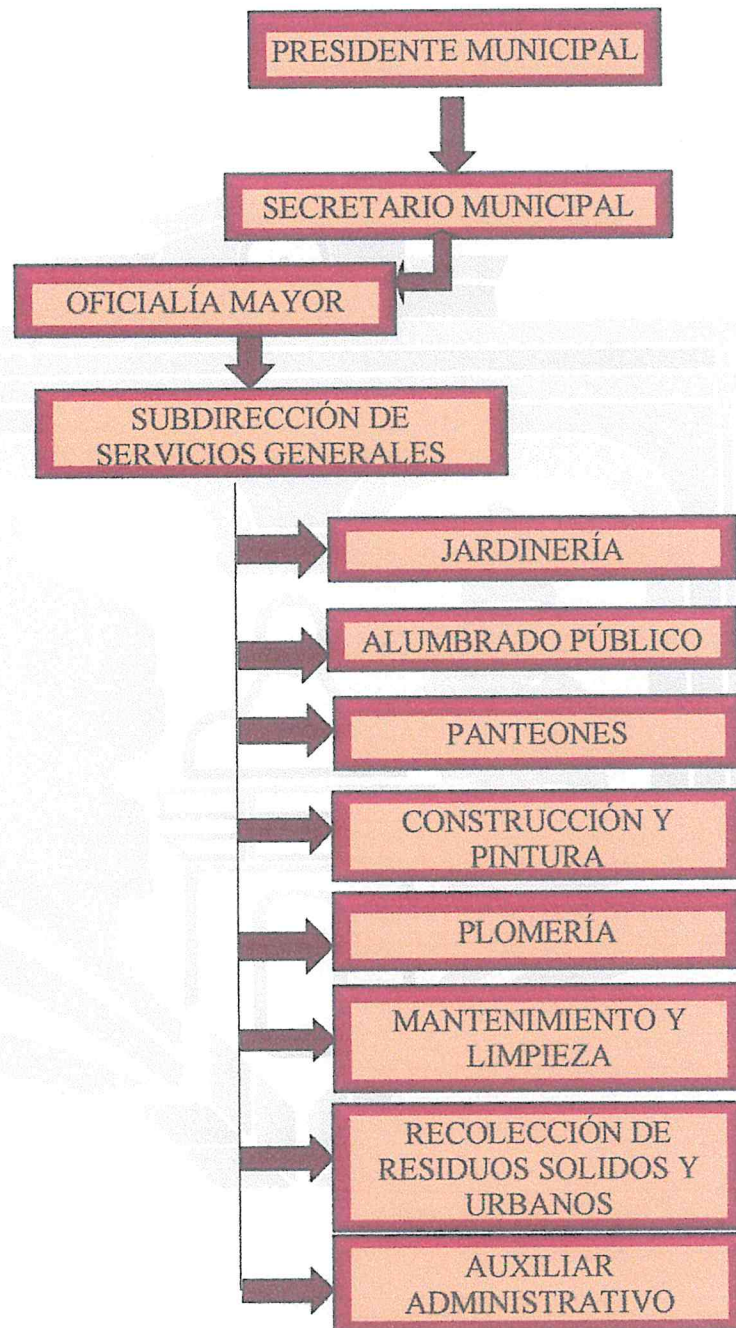 PRESIDENTE MUNICIPAL
SECRETARIO MUNICIPAL
OFICIALÍA MAYOR
SUBDIRECCIÓN DE
SERVICIOS GENERALES
JARDINERÍA
ALUMBRADO PÚBLICO
PANTEONES
CONSTRUCCIÓN Y
PINTURA
PLOMERÍA
MANTENIMIENTO Y
LIMPIEZA
RECOLECCIÓN DE
RESIDUOS SOLIDOS Y
URBANOS
AUXILIAR
ADMINISTRATIVO